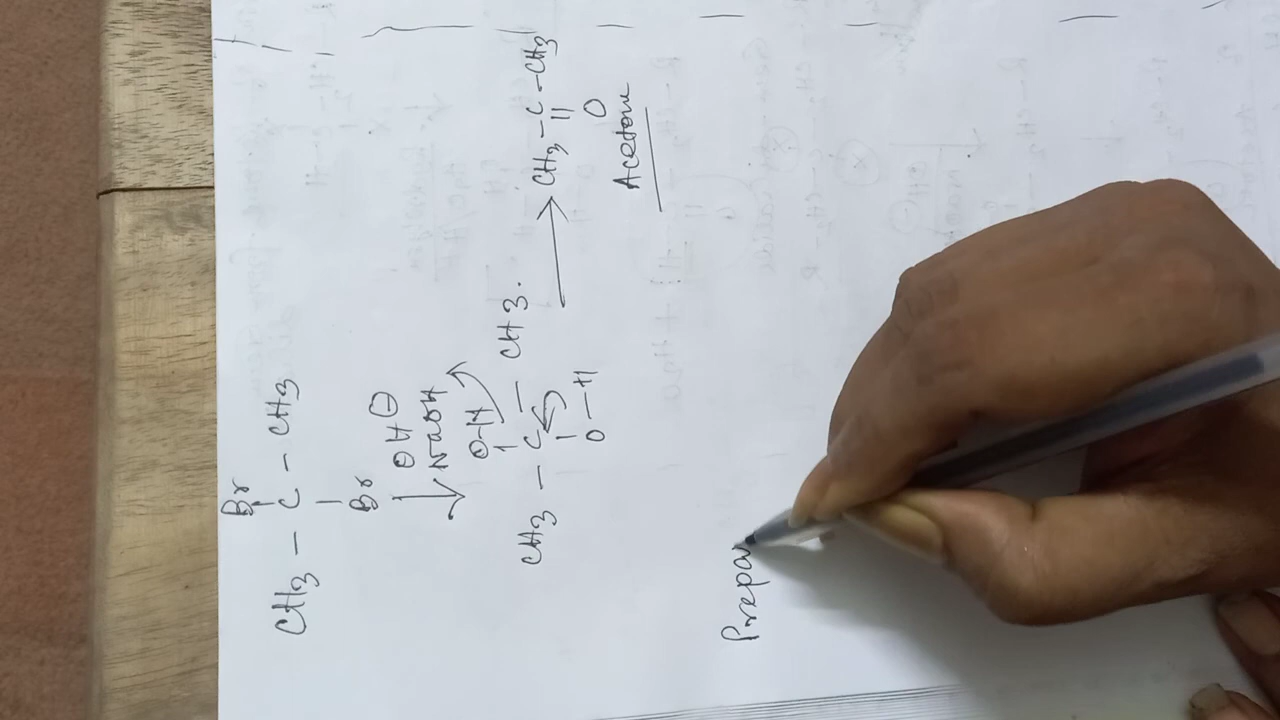 Br
CH3 - C - CH3
Br
OH⊖
NaOH
O-H
CH3 - C - CH3.
O-H
→ CH3 - C - CH3
O
Acetone
Prepa